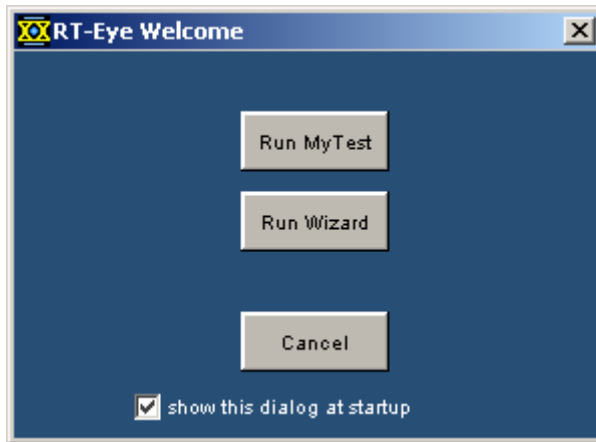 RT-Eye Welcome
Run MyTest
Run Wizard
Cancel
show this dialog at startup